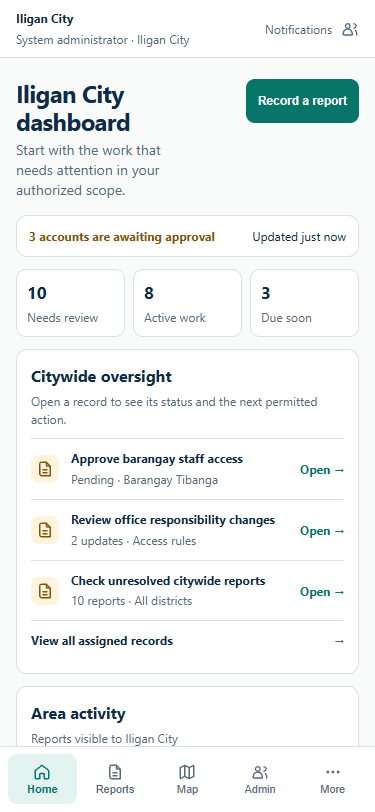 Iligan City
System administrator · Iligan City
Notifications
Iligan City
dashboard
Record a report
Start with the work that
needs attention in your
authorized scope.
3 accounts are awaiting approval
Updated just now
10
Needs review
8
Active work
3
Due soon
Citywide oversight
Open a record to see its status and the next permitted
action.
Approve barangay staff access
Pending · Barangay Tibanga
Open →
Review office responsibility changes
2 updates · Access rules
Open →
Check unresolved citywide reports
10 reports · All districts
Open →
View all assigned records →
Area activity
Reports visible to Iligan City
Home
Reports
Map
Admin
More